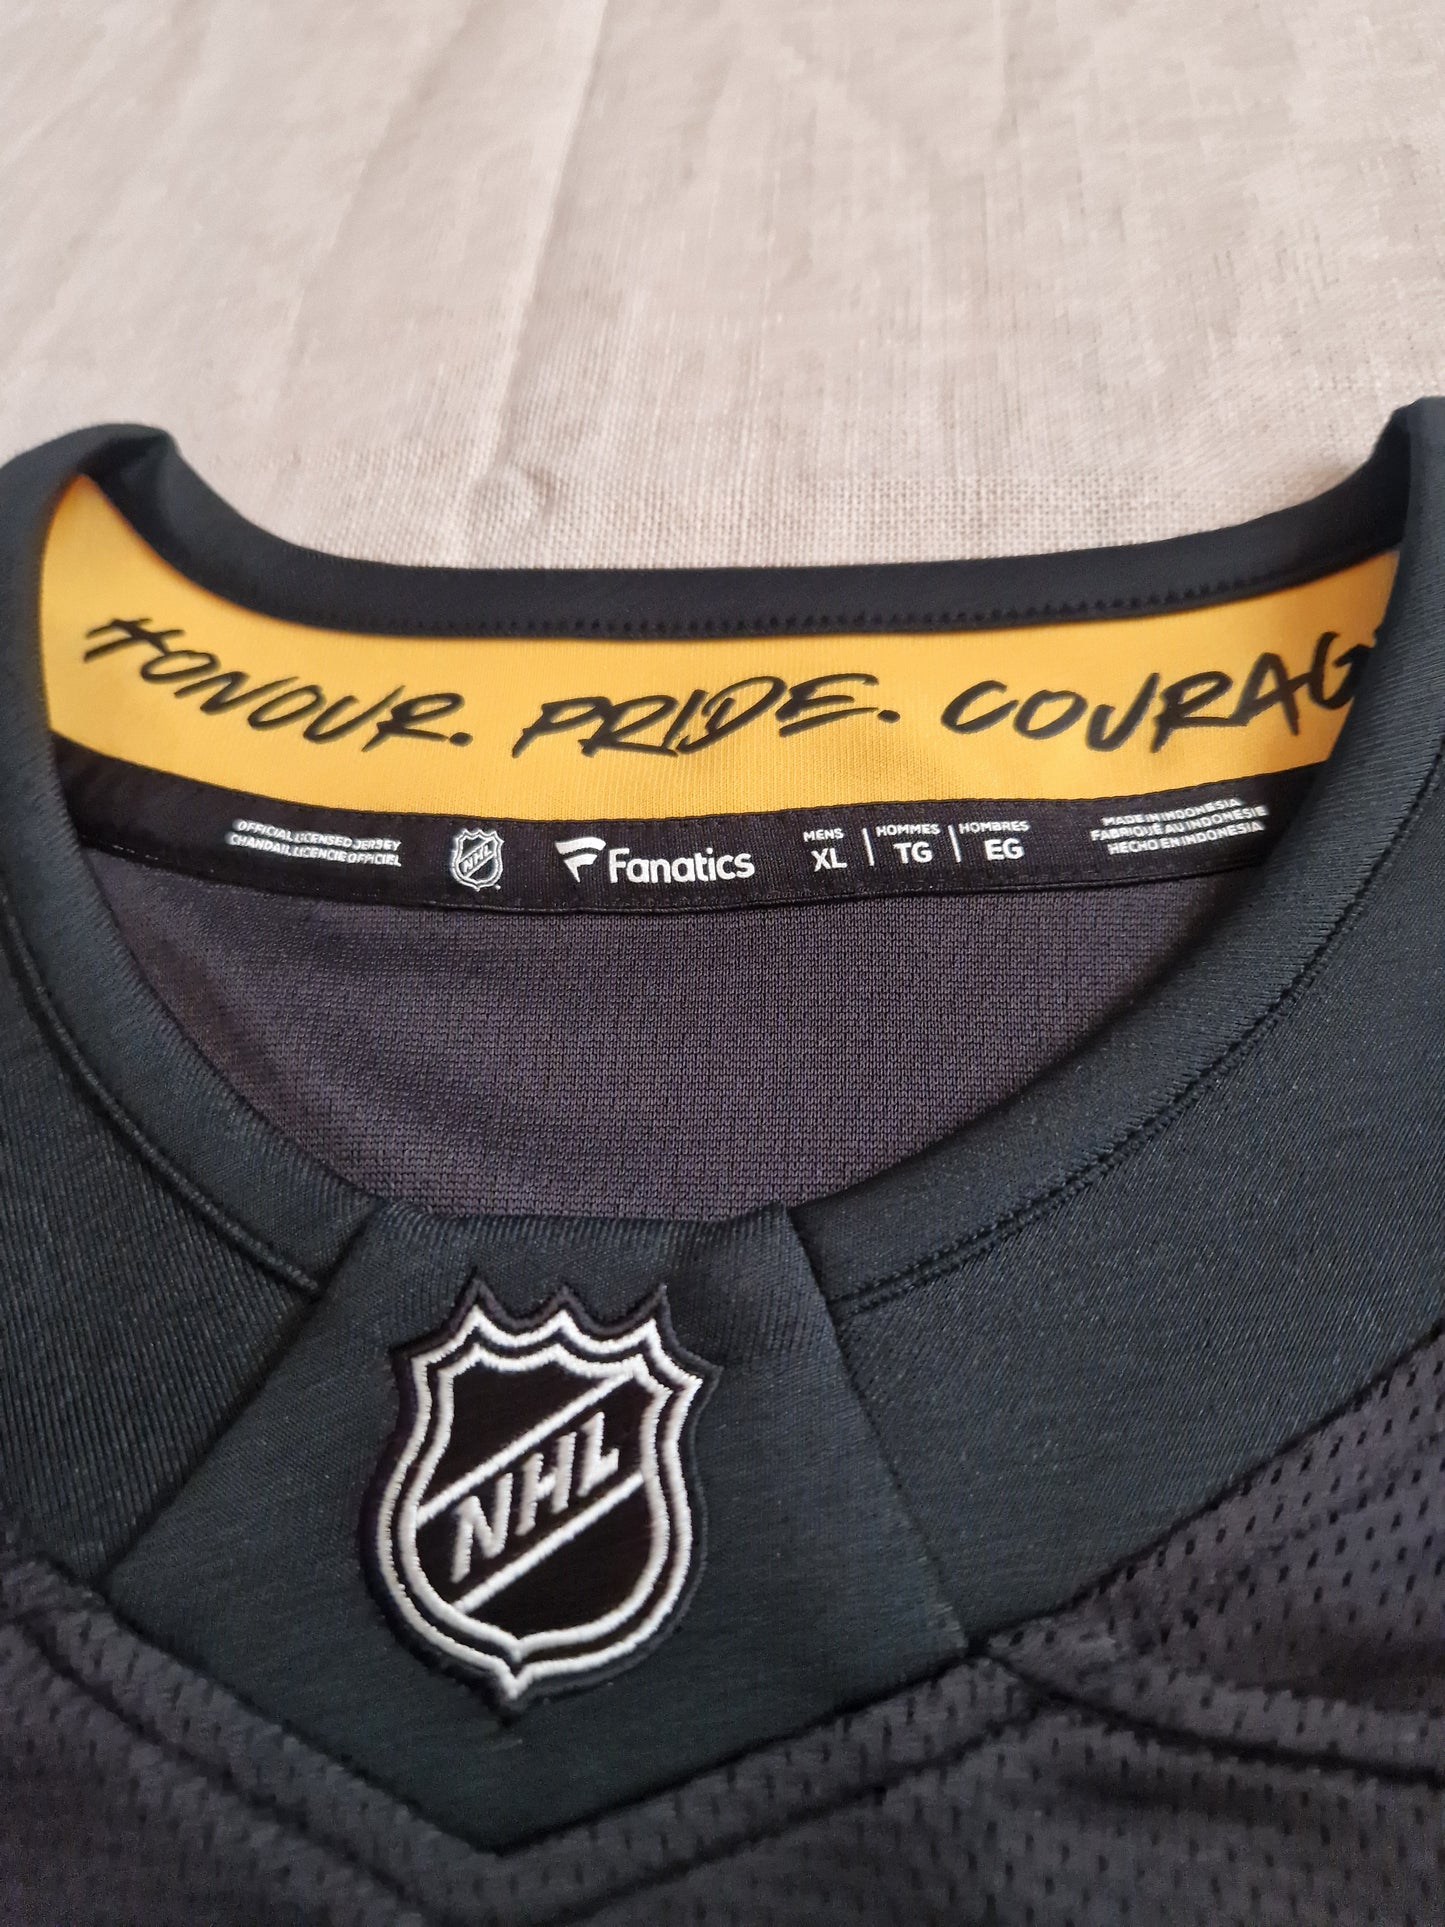 HONOUR. PRIDE. COURAG
OFFICIAL LICENSED JERSEY
CHANDAIL LICENCIÉ OFFICIEL
NHL
Fanatics
MENS
XL
HOMMES
TG
HOMBRES
EG
MADE IN INDONESIA
FABRIQUÉ AU INDONÉSIE
HECHO EN INDONESIA
NHL